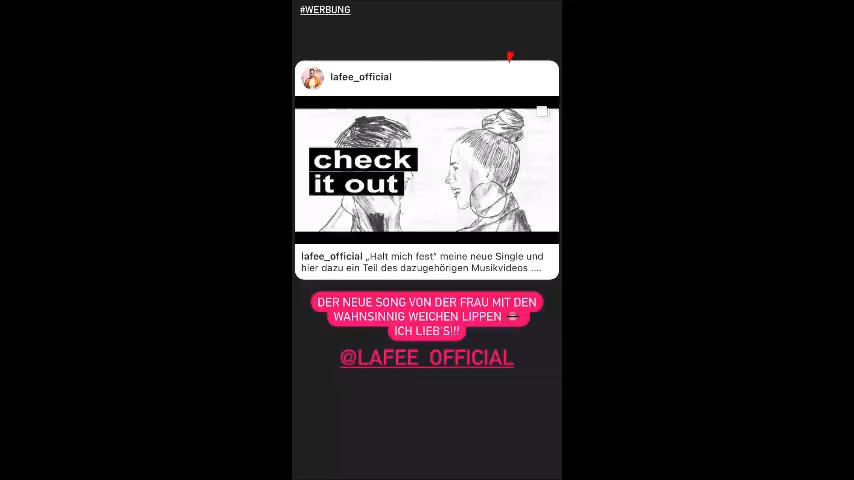 #WERBUNG
lafee_official
check
it out
lafee_official „Halt mich fest“ meine neue Single und
hier dazu ein Teil des dazugehörigen Musikvideos ....
DER NEUE SONG VON DER FRAU MIT DEN
WAHNSINNIG WEICHEN LIPPEN
ICH LIEB'S!!!
@LAFEE_OFFICIAL